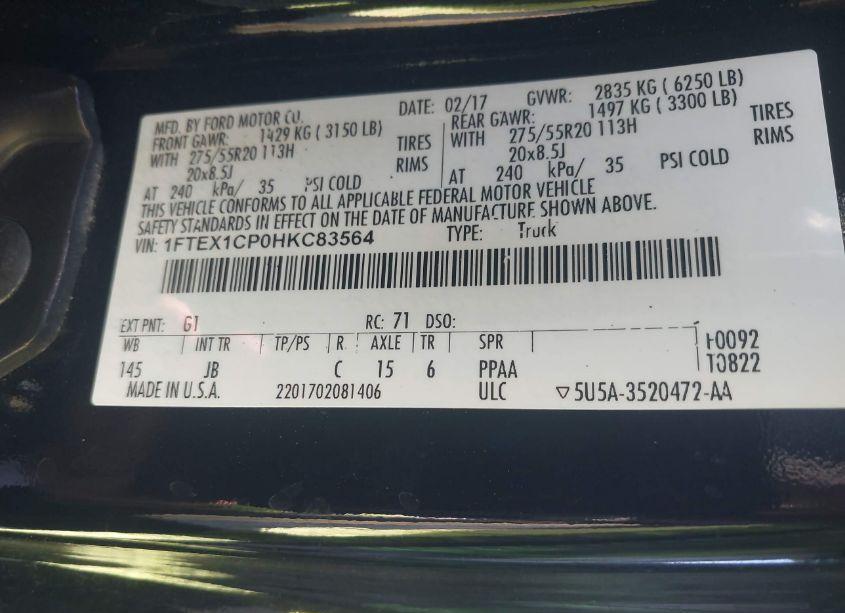 MFD. BY FORD MOTOR CO.
DATE: 02/17 GVWR: 2835 KG ( 6250 LB)
FRONT GAWR: 1429 KG ( 3150 LB) REAR GAWR: 1497 KG ( 3300 LB)
WITH 275/55R20 113H TIRES WITH 275/55R20 113H TIRES
20x8.5J RIMS 20x8.5J RIMS
AT 240 kPa/ 35 PSI COLD AT 240 kPa/ 35 PSI COLD
THIS VEHICLE CONFORMS TO ALL APPLICABLE FEDERAL MOTOR VEHICLE
SAFETY STANDARDS IN EFFECT ON THE DATE OF MANUFACTURE SHOWN ABOVE.
VIN: 1FTEX1CP0HKC83564 TYPE: Truck
EXT PNT: G1 RC: 71 DSO:
WB INT TR TP/PS R AXLE TR SPR F0092
145 JB C 15 6 PPAA T0822
MADE IN U.S.A. 2201702081406 ULC ▽5U5A-3520472-AA